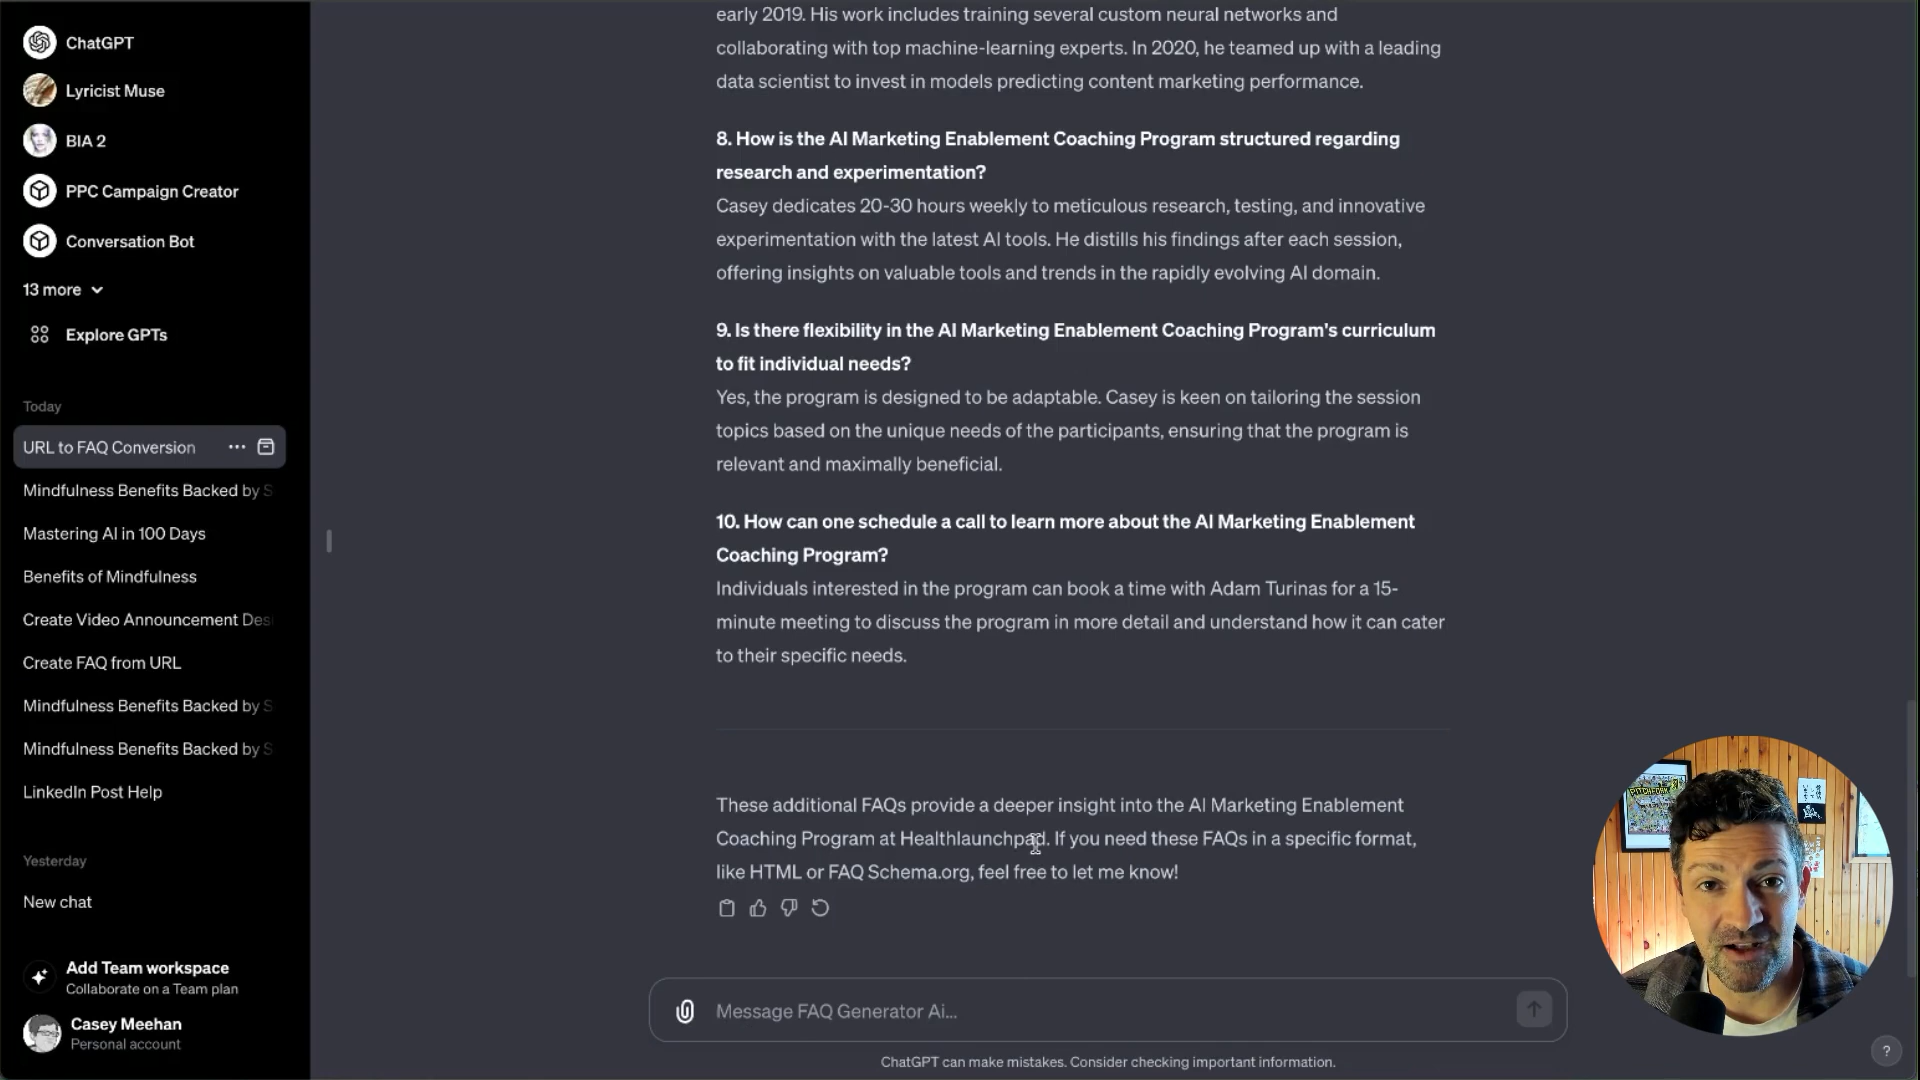 ChatGPT
Lyricist Muse
BIA 2
PPC Campaign Creator
Conversation Bot
13 more
Explore GPTs
Today
URL to FAQ Conversion
Mindfulness Benefits Backed by S
Mastering AI in 100 Days
Benefits of Mindfulness
Create Video Announcement Des
Create FAQ from URL
Mindfulness Benefits Backed by S
Mindfulness Benefits Backed by S
LinkedIn Post Help
Yesterday
New chat
Add Team workspace
Collaborate on a Team plan
Casey Meehan
Personal account
early 2019. His work includes training several custom neural networks and
collaborating with top machine-learning experts. In 2020, he teamed up with a leading
data scientist to invest in models predicting content marketing performance.
8. How is the AI Marketing Enablement Coaching Program structured regarding
research and experimentation?
Casey dedicates 20-30 hours weekly to meticulous research, testing, and innovative
experimentation with the latest AI tools. He distills his findings after each session,
offering insights on valuable tools and trends in the rapidly evolving AI domain.
9. Is there flexibility in the AI Marketing Enablement Coaching Program's curriculum
to fit individual needs?
Yes, the program is designed to be adaptable. Casey is keen on tailoring the session
topics based on the unique needs of the participants, ensuring that the program is
relevant and maximally beneficial.
10. How can one schedule a call to learn more about the AI Marketing Enablement
Coaching Program?
Individuals interested in the program can book a time with Adam Turinas for a 15-
minute meeting to discuss the program in more detail and understand how it can cater
to their specific needs.
These additional FAQs provide a deeper insight into the AI Marketing Enablement
Coaching Program at Healthlaunchpad. If you need these FAQs in a specific format,
like HTML or FAQ Schema.org, feel free to let me know!
Message FAQ Generator Ai...
ChatGPT can make mistakes. Consider checking important information.
?